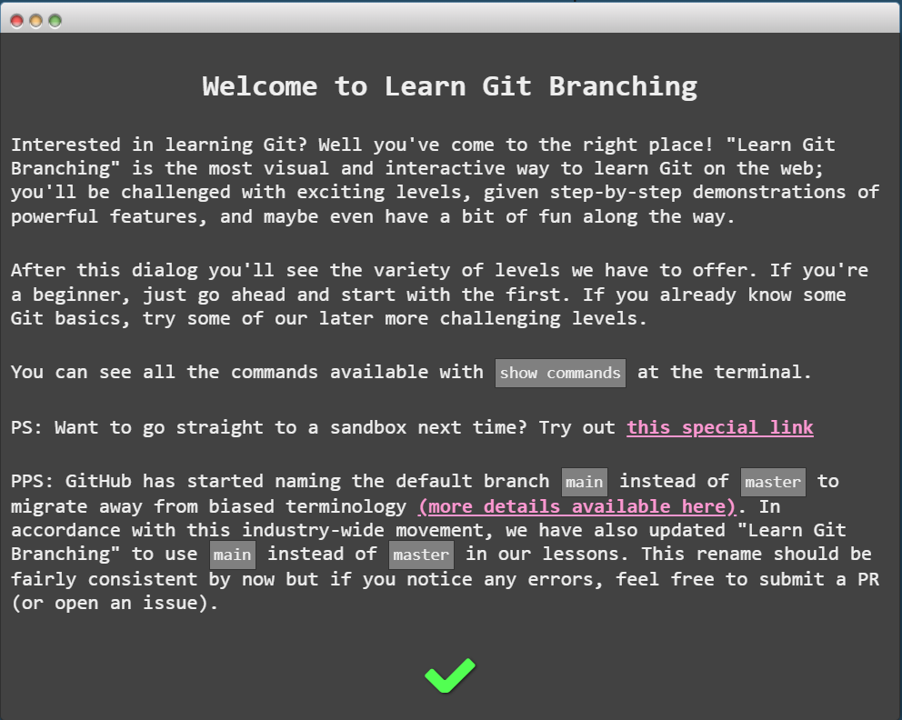 Welcome to Learn Git Branching
Interested in learning Git? Well you've come to the right place! "Learn Git
Branching" is the most visual and interactive way to learn Git on the web;
you'll be challenged with exciting levels, given step-by-step demonstrations of
powerful features, and maybe even have a bit of fun along the way.
After this dialog you'll see the variety of levels we have to offer. If you're
a beginner, just go ahead and start with the first. If you already know some
Git basics, try some of our later more challenging levels.
You can see all the commands available with show commands at the terminal.
PS: Want to go straight to a sandbox next time? Try out this special link
PPS: GitHub has started naming the default branch main instead of master to
migrate away from biased terminology (more details available here). In
accordance with this industry-wide movement, we have also updated "Learn Git
Branching" to use main instead of master in our lessons. This rename should be
fairly consistent by now but if you notice any errors, feel free to submit a PR
(or open an issue).